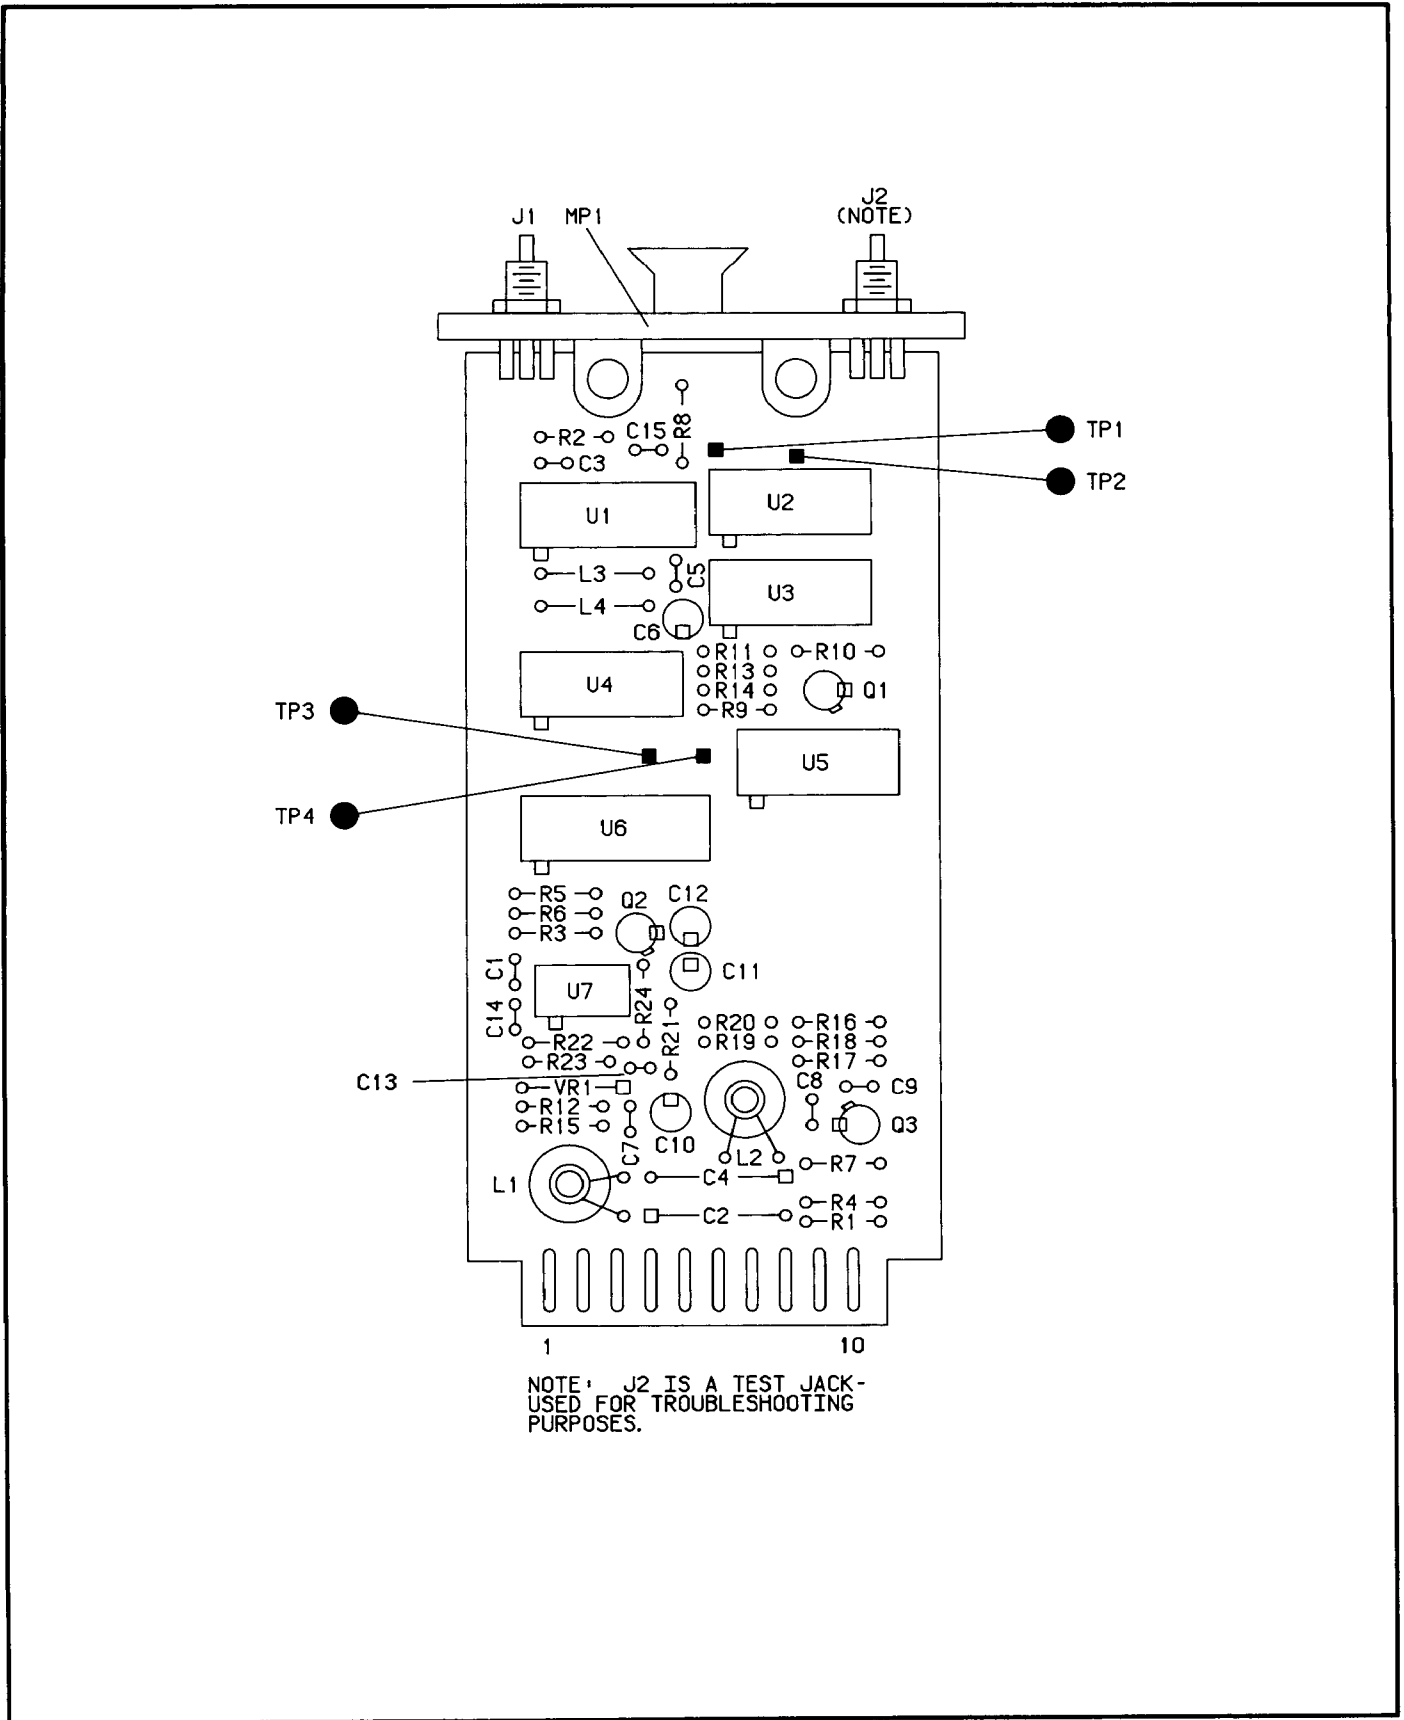 J1 MP1 J2
(NOTE)
R8
R2 C15 TP1
C3
TP2
U1 U2
L3 C5
U3
L4
C6
R11 R10
R13
U4 R14 Q1
TP3 R9
U5
TP4 U6
R5 Q2 C12
R6
R3
C1 C11
U7
C14 R24 R21
R20 R16
R22 R19 R18
R23 R17
C13 VR1 C8 C9
R12
R15 C7 C10 Q3
L2 R7
L1 C4
R4
C2 R1
1 10
NOTE: J2 IS A TEST JACK-
USED FOR TROUBLESHOOTING
PURPOSES.